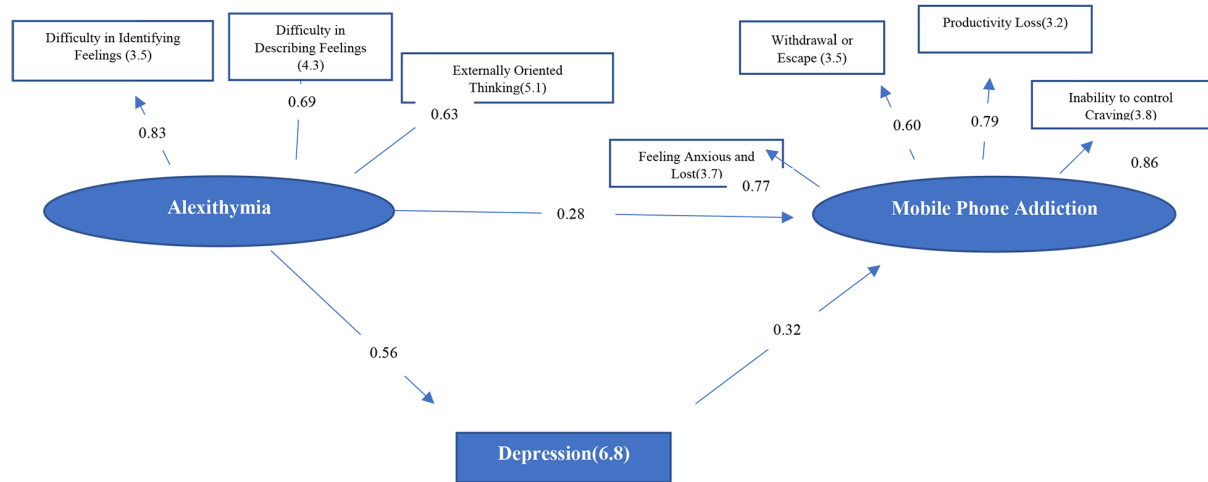 Difficulty in Identifying
Feelings (3.5)
Difficulty in
Describing Feelings
(4.3)
Externally Oriented
Thinking(5.1)
Withdrawal or
Escape (3.5)
Productivity Loss(3.2)
Inability to control
Craving(3.8)
Feeling Anxious and
Lost(3.7)
0.83
0.69
0.63
0.60
0.79
0.86
0.77
Alexithymia
0.28
Mobile Phone Addiction
0.56
0.32
Depression(6.8)